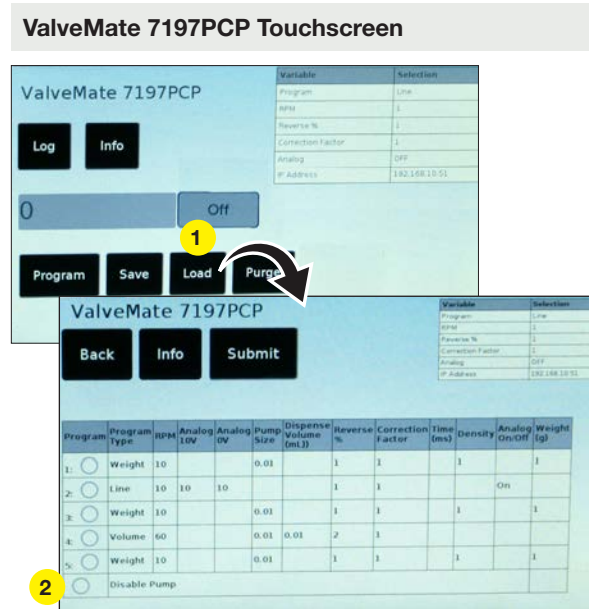 ValveMate 7197PCP Touchscreen
ValveMate 7197PCP
Variable Selection
Program Line
RPM 1
Reverse % 1
Correction Factor 1
Analog OFF
IP Address 192.168.10.51
Log Info
0 Off
1
Program Save Load Purge
ValveMate 7197PCP
Variable Selection
Program Line
RPM 1
Reverse % 1
Correction Factor 1
Analog OFF
IP Address 192.168.10.51
Back Info Submit
Program Program Type RPM Analog 10V Analog 0V Pump Size Dispense Volume (mL)) Reverse % Correction Factor Time (ms) Density Analog On/Off Weight (g)
1: Weight 10 0.01 1 1 1 1
2: Line 10 10 10 1 1 On
3: Weight 10 0.01 1 1 1 1
4: Volume 60 0.01 0.01 2 1
5: Weight 10 0.01 1 1 1 1
2 Disable Pump